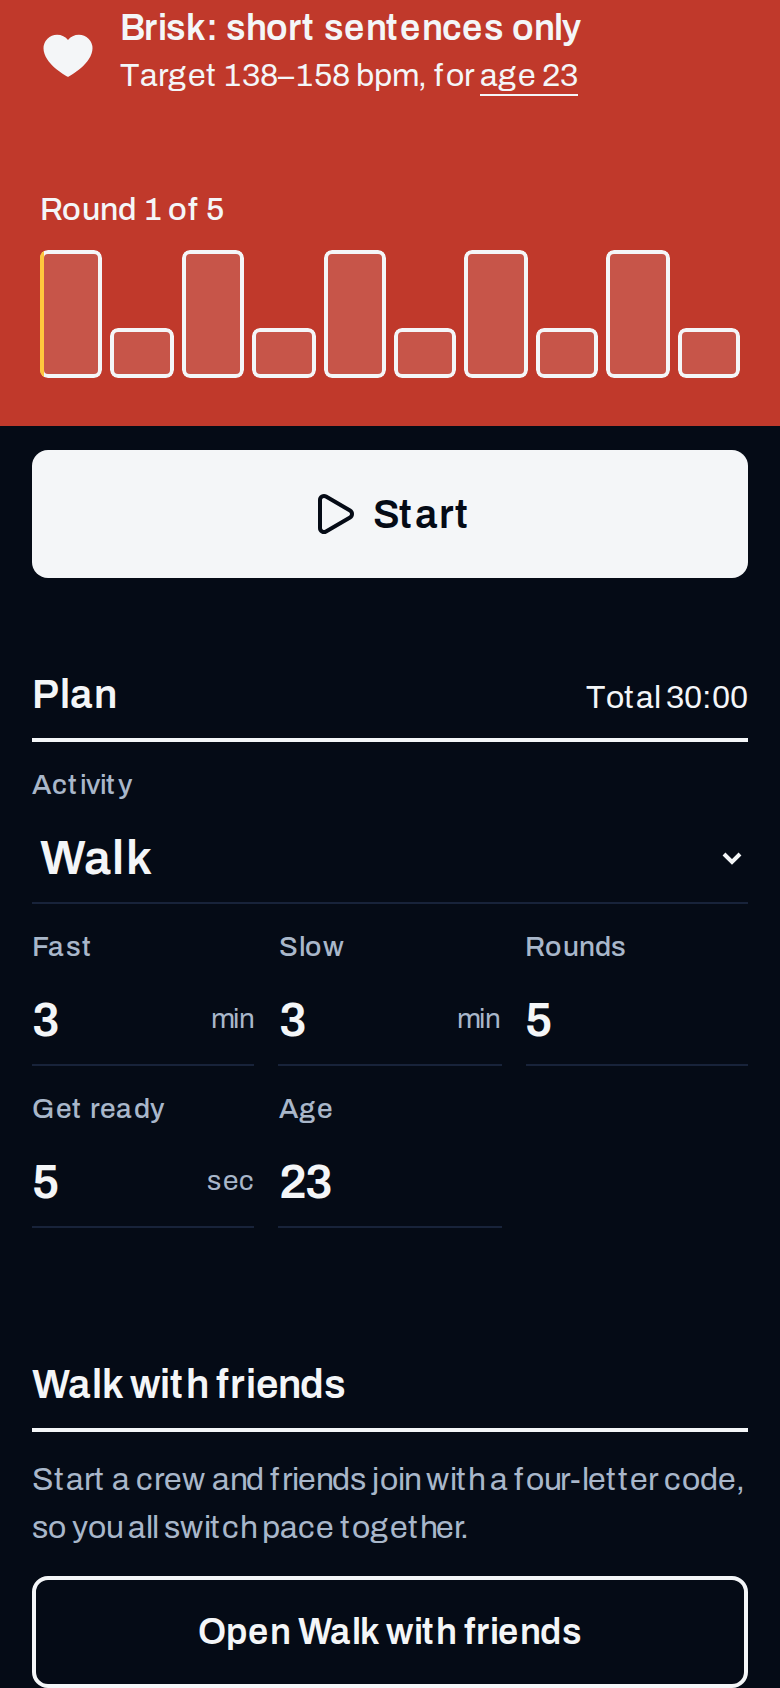 Brisk: short sentences only
Target 138–158 bpm, for age 23
Round 1 of 5
Start
Plan
Total 30:00
Activity
Walk
Fast
Slow
Rounds
3 min
3 min
5
Get ready
Age
5 sec
23
Walk with friends
Start a crew and friends join with a four-letter code,
so you all switch pace together.
Open Walk with friends